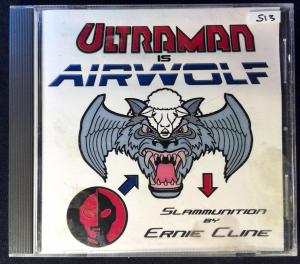 513
ULTRAMAN
IS
AIRWOLF
SLAMMUNITION
BY
ERNIE CLINE